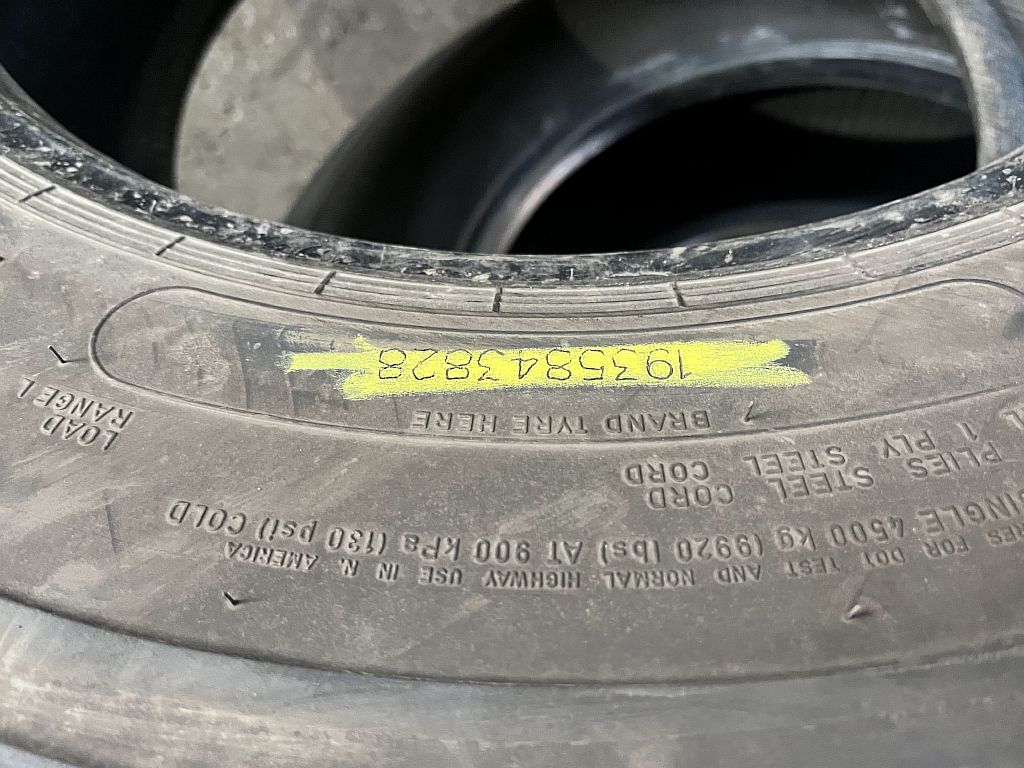 FOR DOT TEST AND NORMAL HIGHWAY USE IN N. AMERICA
SINGLE 4500 kg (9920 lbs) AT 900 kPa (130 psi) COLD
PLIES STEEL CORD
1 PLY STEEL CORD
LOAD
RANGE L
BRAND TYRE HERE
1935843828